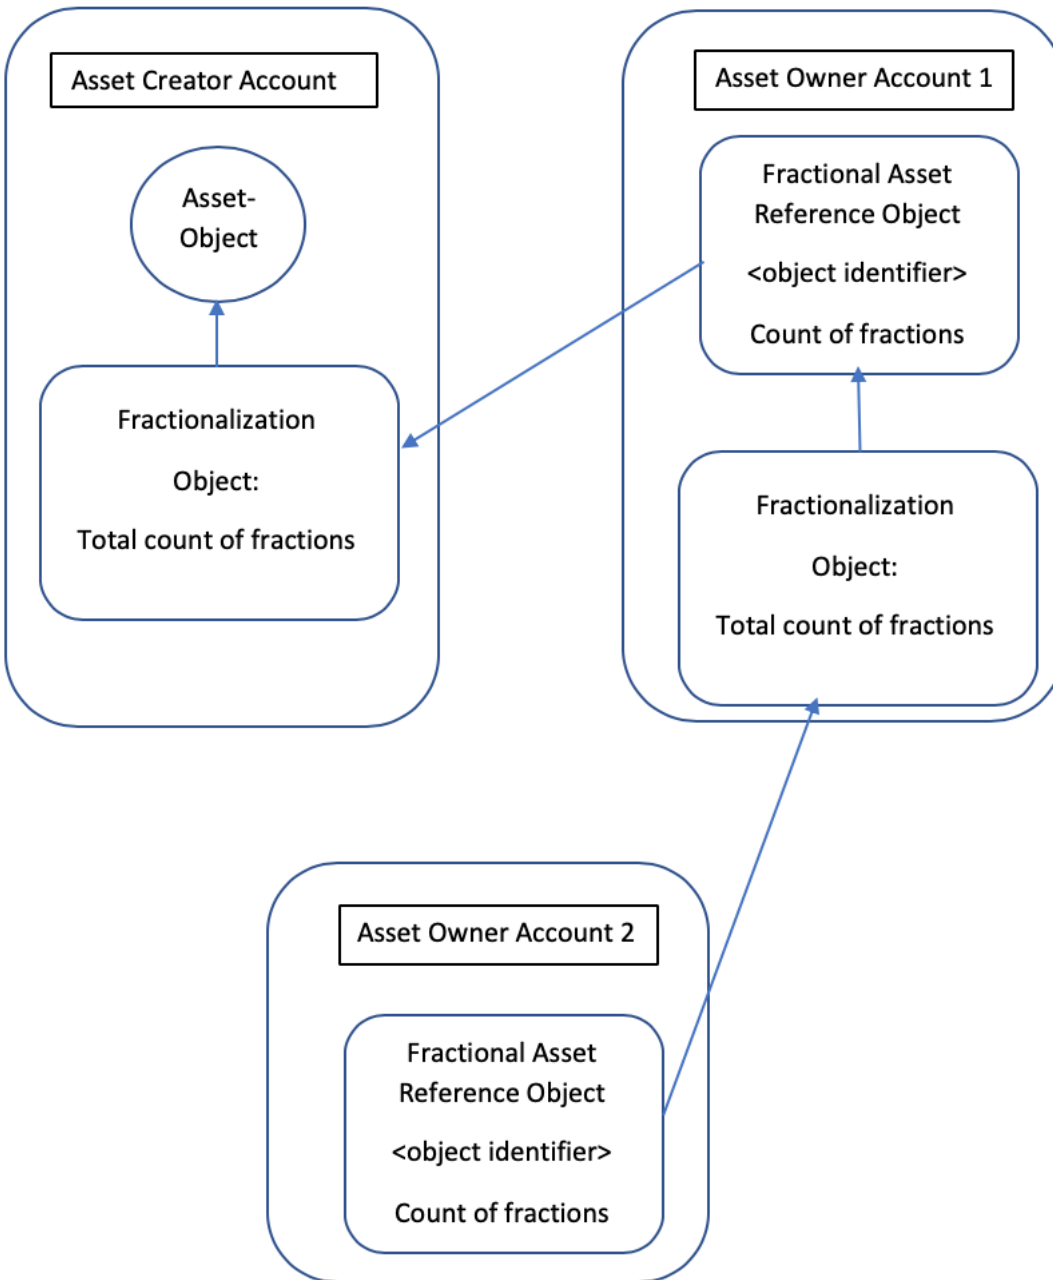 Asset Creator Account
Asset-
Object
Fractionalization
Object:
Total count of fractions
Asset Owner Account 1
Fractional Asset
Reference Object
<object identifier>
Count of fractions
Fractionalization
Object:
Total count of fractions
Asset Owner Account 2
Fractional Asset
Reference Object
<object identifier>
Count of fractions